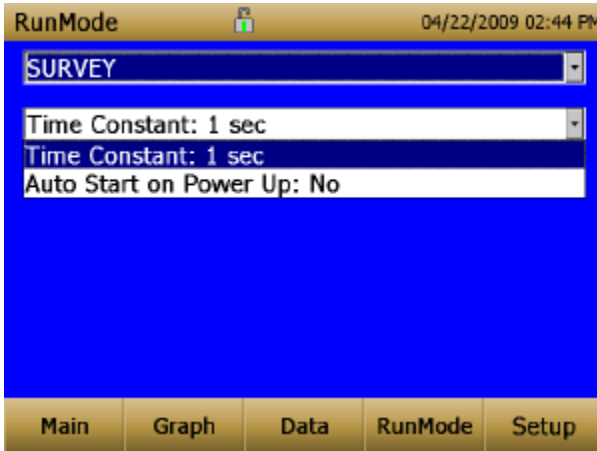 RunMode 04/22/2009 02:44 PM
SURVEY
Time Constant: 1 sec
Time Constant: 1 sec
Auto Start on Power Up: No
Main Graph Data RunMode Setup